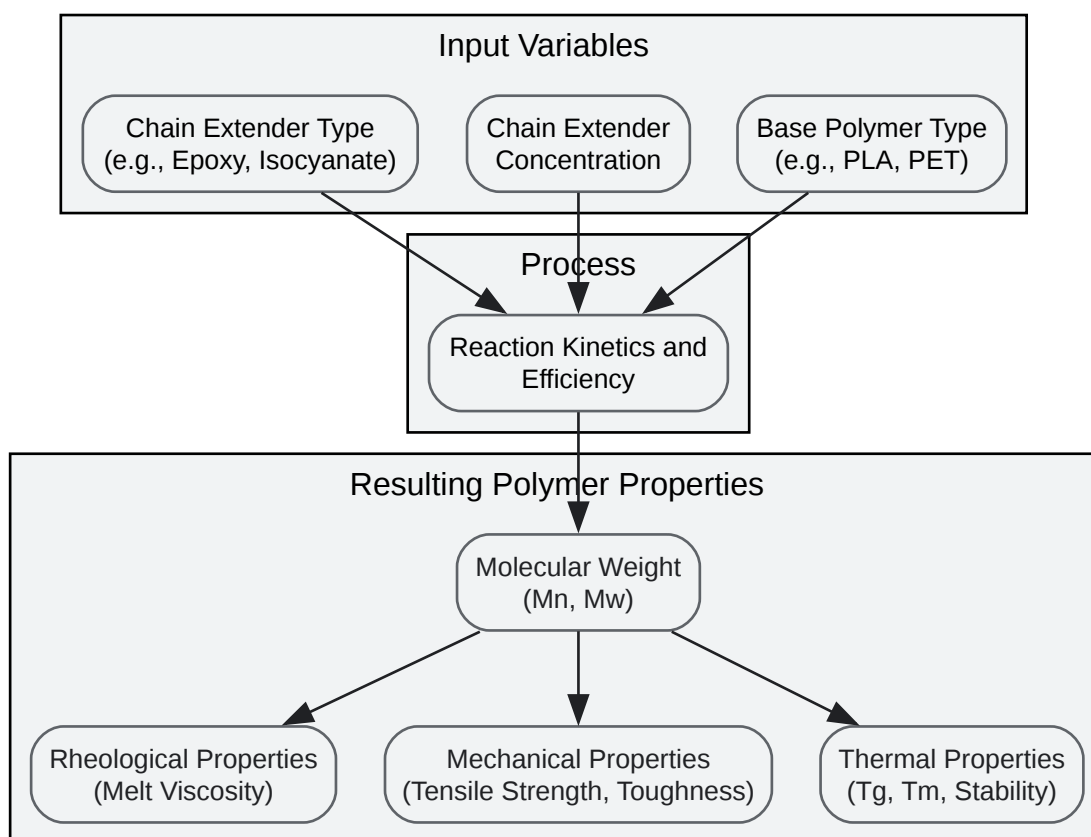 Input Variables
Chain Extender Type
(e.g., Epoxy, Isocyanate)
Chain Extender
Concentration
Base Polymer Type
(e.g., PLA, PET)
Process
Reaction Kinetics and
Efficiency
Resulting Polymer Properties
Molecular Weight
(Mn, Mw)
Rheological Properties
(Melt Viscosity)
Mechanical Properties
(Tensile Strength, Toughness)
Thermal Properties
(Tg, Tm, Stability)